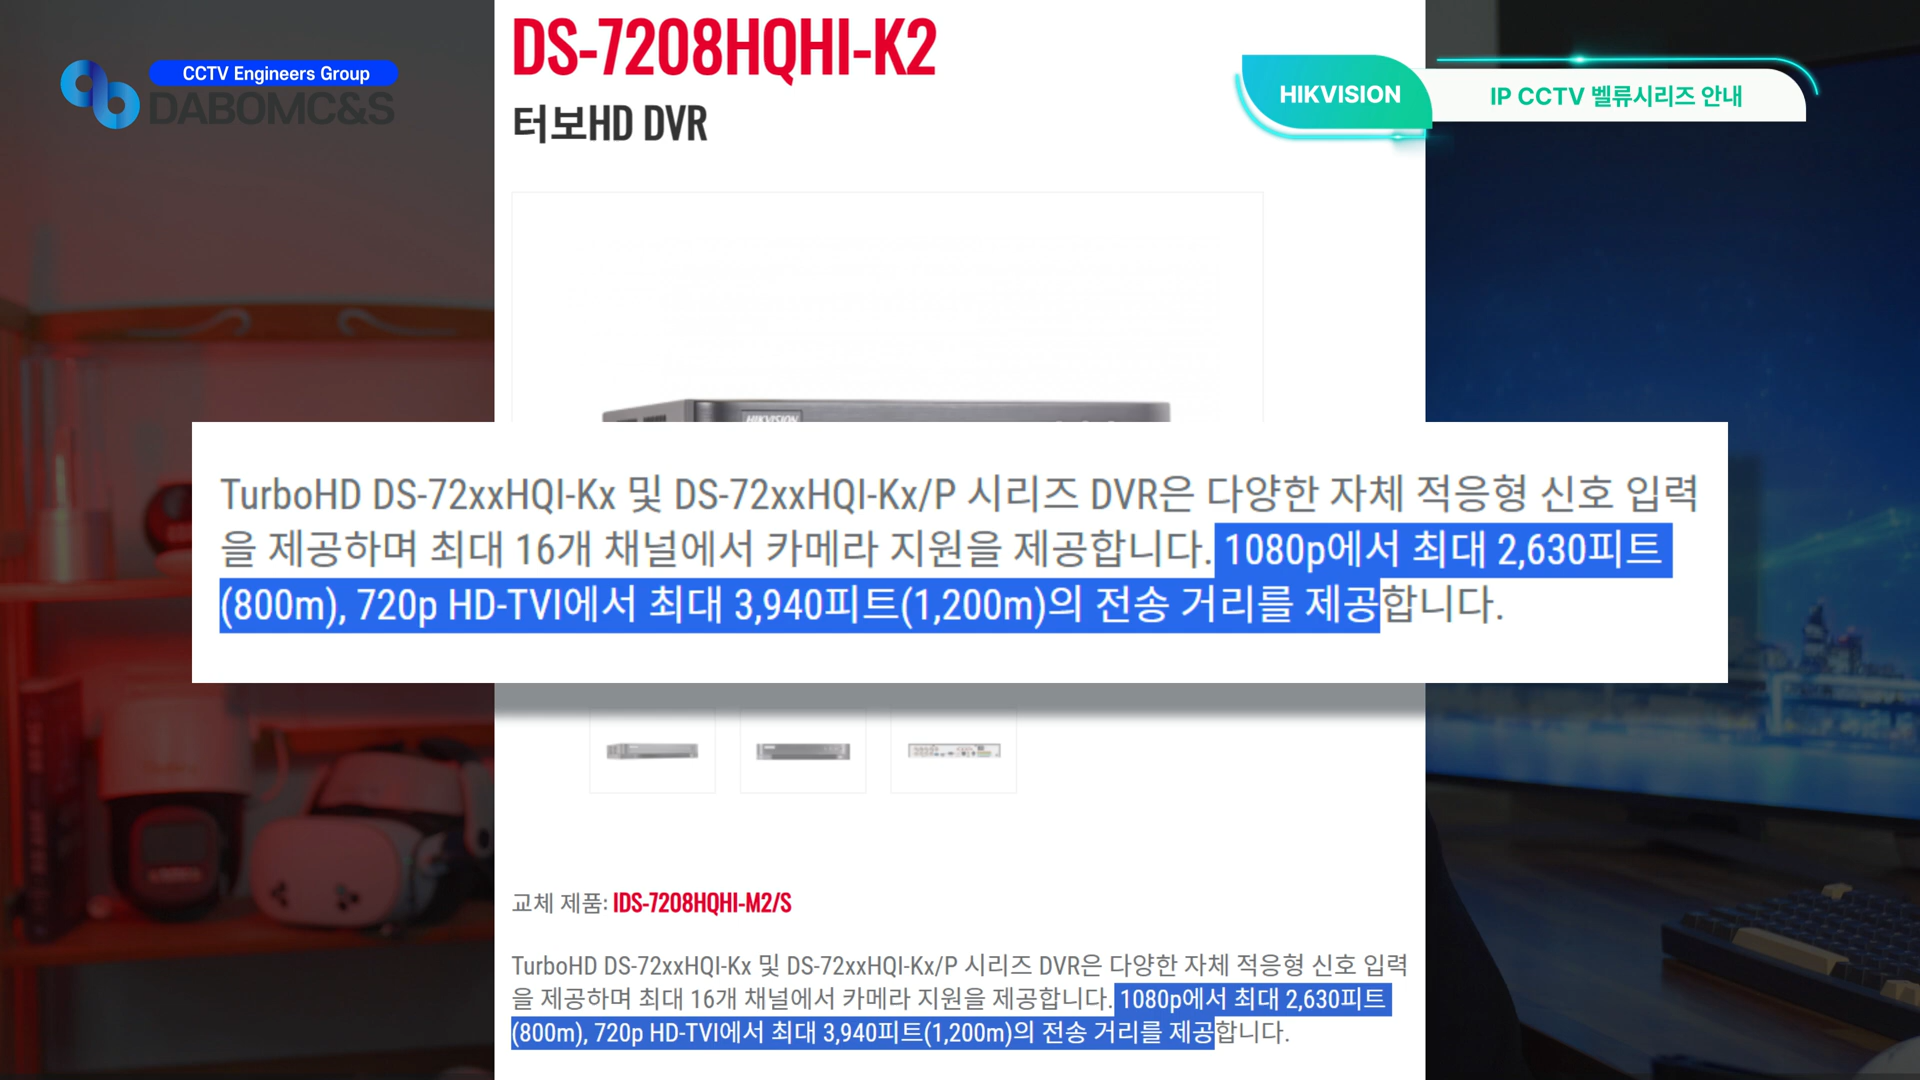 CCTV Engineers Group
DABOMC&S
DS-7208HQHI-K2
터보HD DVR
HIKVISION
IP CCTV 벨류시리즈 안내
HIKVISION
TurboHD DS-72xxHQI-Kx 및 DS-72xxHQI-Kx/P 시리즈 DVR은 다양한 자체 적응형 신호 입력
을 제공하며 최대 16개 채널에서 카메라 지원을 제공합니다. 1080p에서 최대 2,630피트
(800m), 720p HD-TVI에서 최대 3,940피트(1,200m)의 전송 거리를 제공합니다.
교체 제품: IDS-7208HQHI-M2/S
TurboHD DS-72xxHQI-Kx 및 DS-72xxHQI-Kx/P 시리즈 DVR은 다양한 자체 적응형 신호 입력
을 제공하며 최대 16개 채널에서 카메라 지원을 제공합니다. 1080p에서 최대 2,630피트
(800m), 720p HD-TVI에서 최대 3,940피트(1,200m)의 전송 거리를 제공합니다.